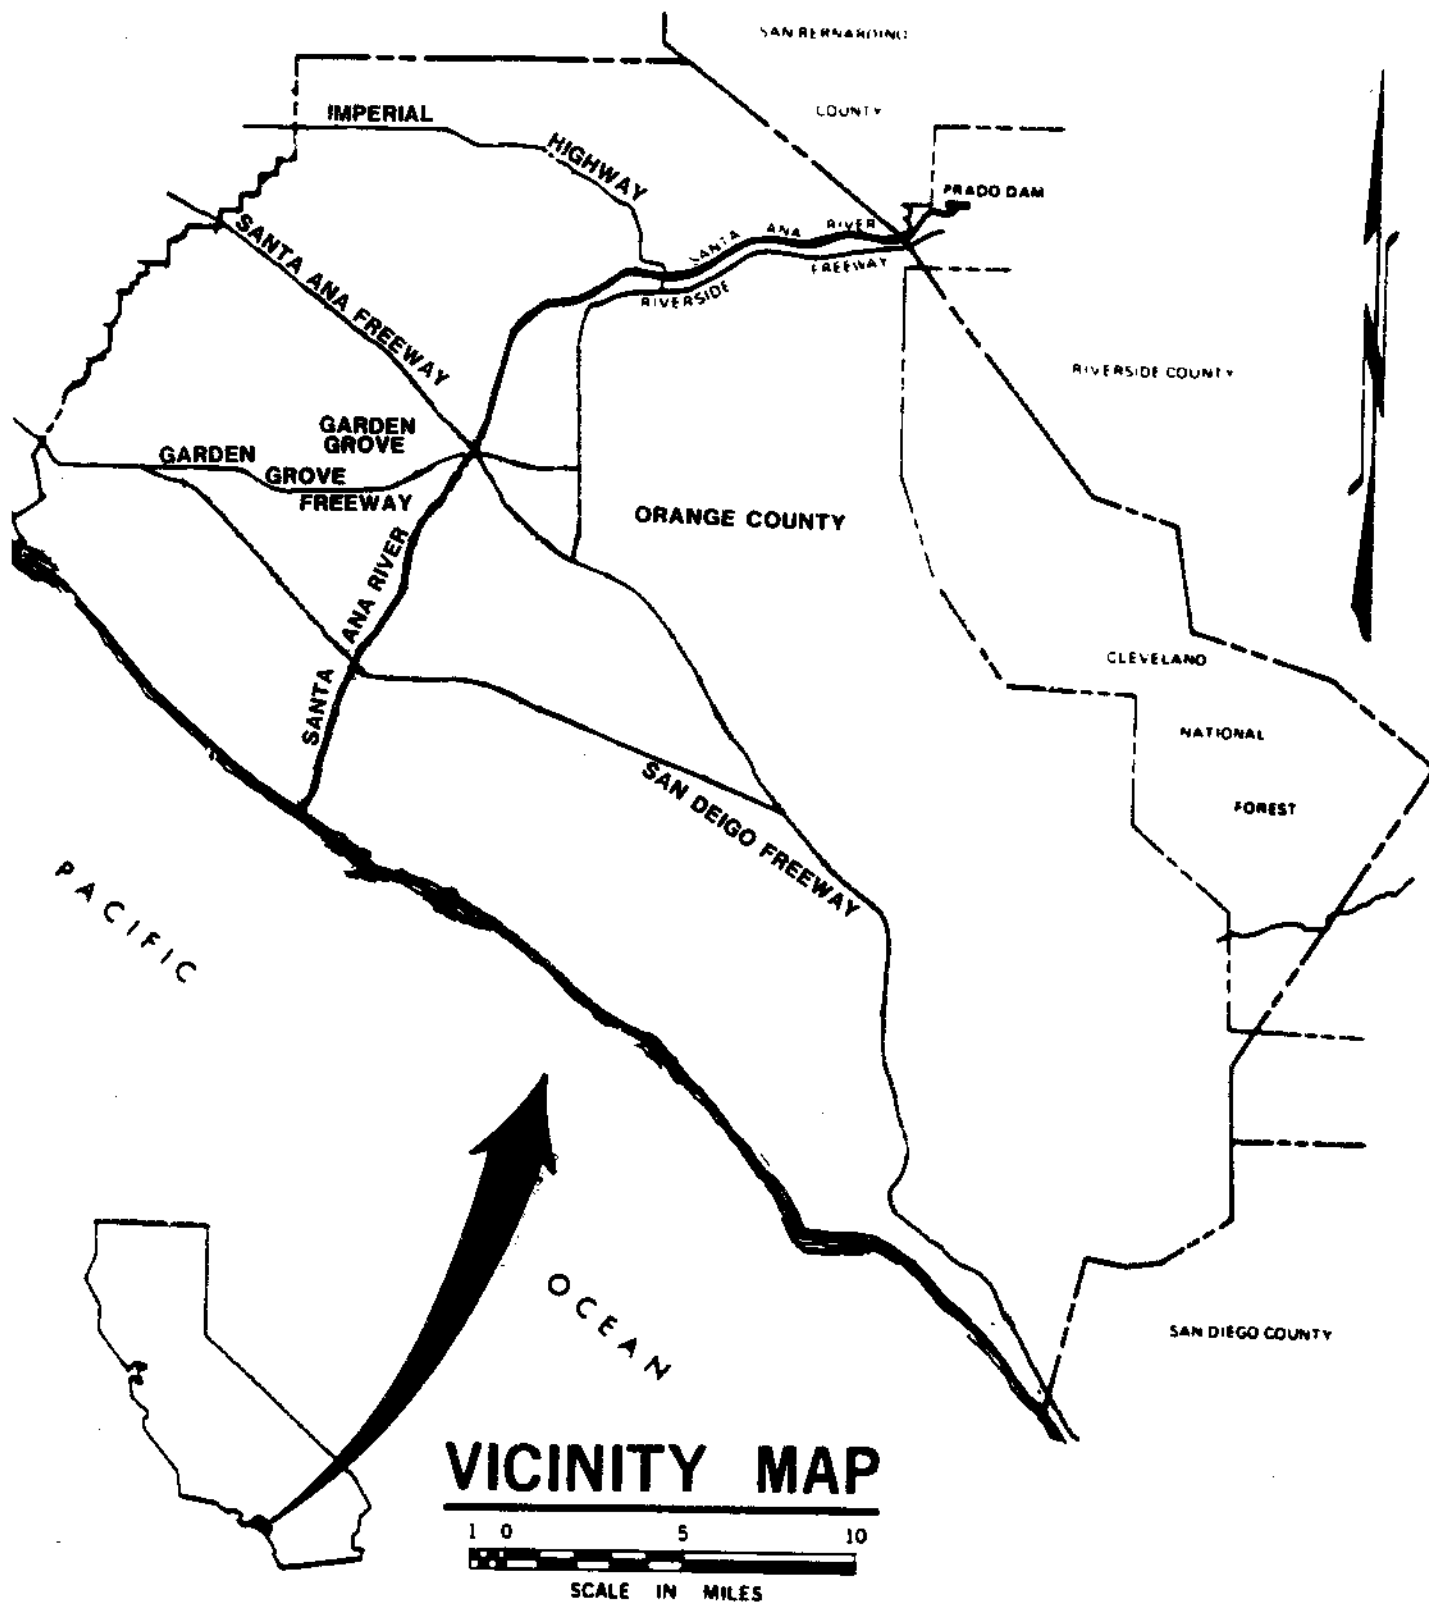 SAN BERNARDINO
COUNTY
IMPERIAL
HIGHWAY
PRADO DAM
SANTA ANA RIVER
SANTA ANA FREEWAY
FREEWAY
RIVERSIDE
RIVERSIDE COUNTY
GARDEN
GROVE
GARDEN
GROVE
FREEWAY
ORANGE COUNTY
SANTA ANA RIVER
CLEVELAND
NATIONAL
FOREST
SAN DEIGO FREEWAY
PACIFIC
OCEAN
SAN DIEGO COUNTY
VICINITY MAP
1 0 5 10
SCALE IN MILES